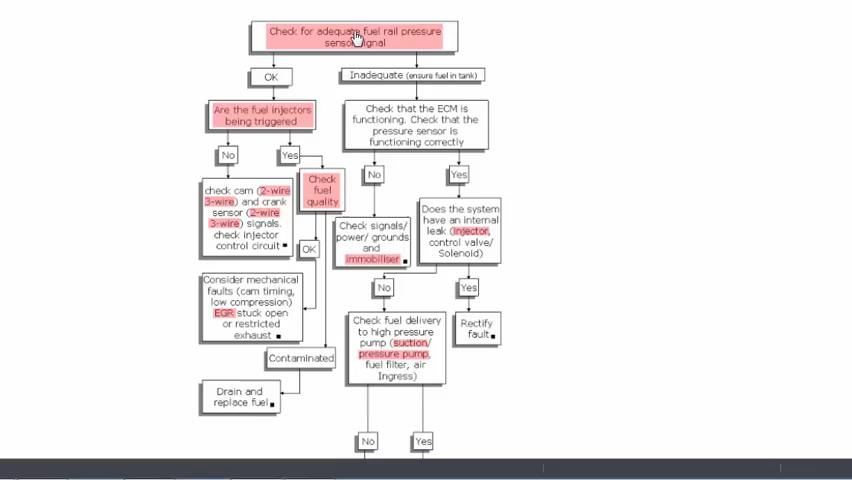 Check for adequate fuel rail pressure
sensor signal
OK
Inadequate (ensure fuel in tank)
Are the fuel injectors
being triggered
Check that the ECM is
functioning. Check that the
pressure sensor is
functioning correctly
No
Yes
No
Yes
check cam (2-wire
3-wire) and crank
sensor (2-wire
3-wire) signals.
check injector
control circuit
Check
fuel
quality
Check signals/
power/ grounds
and
immobiliser
Does the system
have an internal
leak (injector,
control valve/
Solenoid)
OK
Consider mechanical
faults (cam timing,
low compression)
EGR stuck open
or restricted
exhaust
No
Yes
Check fuel delivery
to high pressure
pump (suction/
pressure pump,
fuel filter, air
Ingress)
Rectify
fault
Contaminated
Drain and
replace fuel
No
Yes